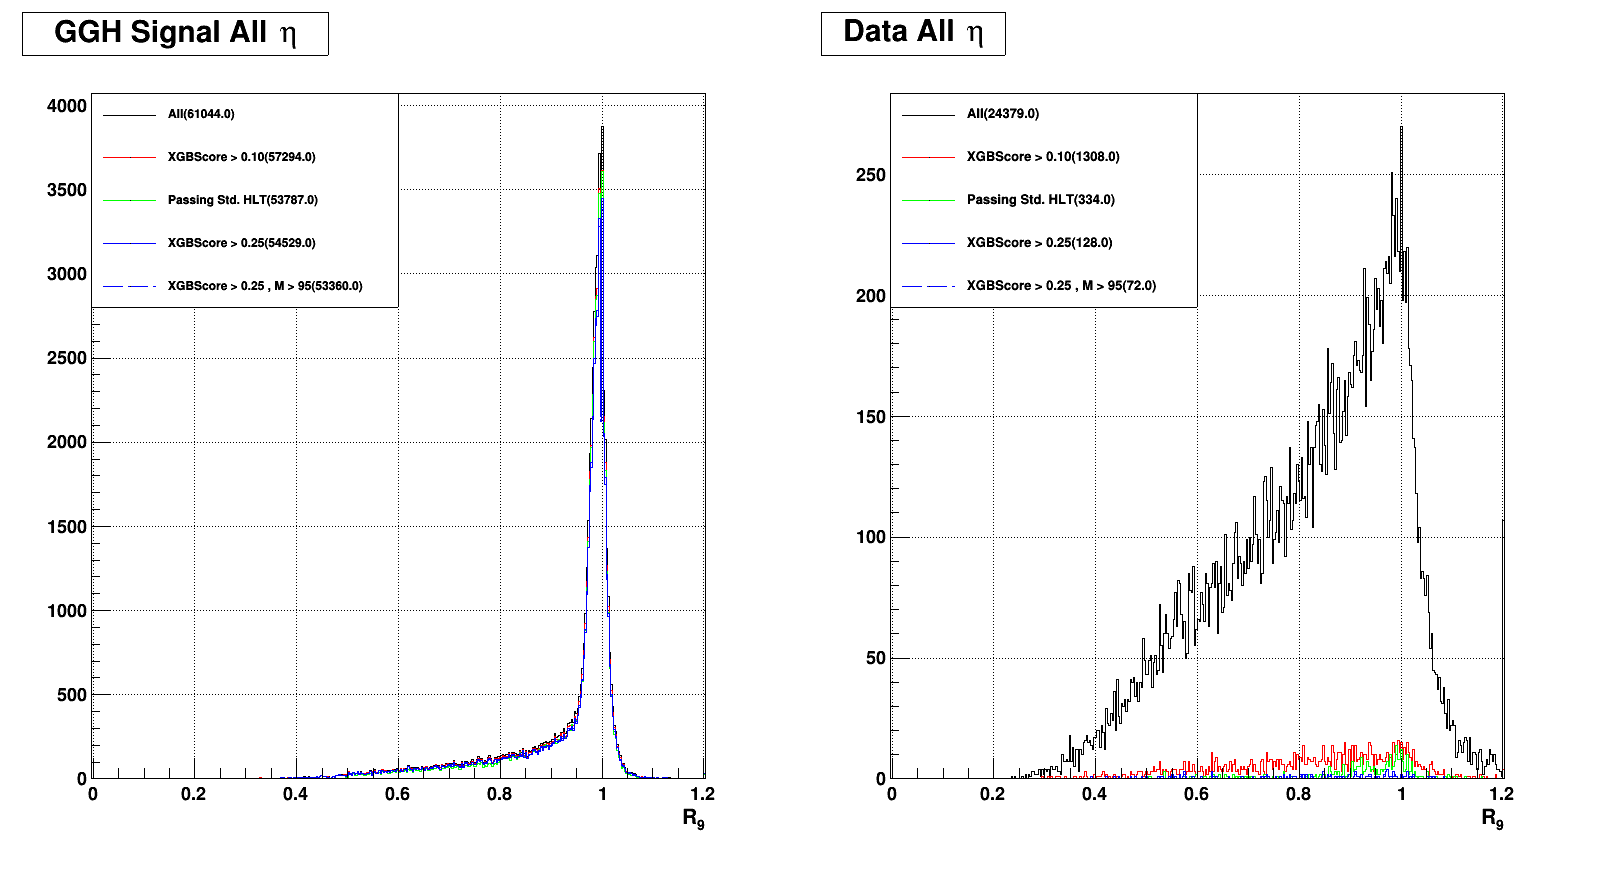 GGH Signal All η
4000
3500
3000
2500
2000
1500
1000
500
0
All(61044.0)
XGBScore > 0.10(57294.0)
Passing Std. HLT(53787.0)
XGBScore > 0.25(54529.0)
XGBScore > 0.25 , M > 95(53360.0)
0 0.2 0.4 0.6 0.8 1 1.2
R9
Data All η
250
200
150
100
50
0
All(24379.0)
XGBScore > 0.10(1308.0)
Passing Std. HLT(334.0)
XGBScore > 0.25(128.0)
XGBScore > 0.25 , M > 95(72.0)
0 0.2 0.4 0.6 0.8 1 1.2
R9